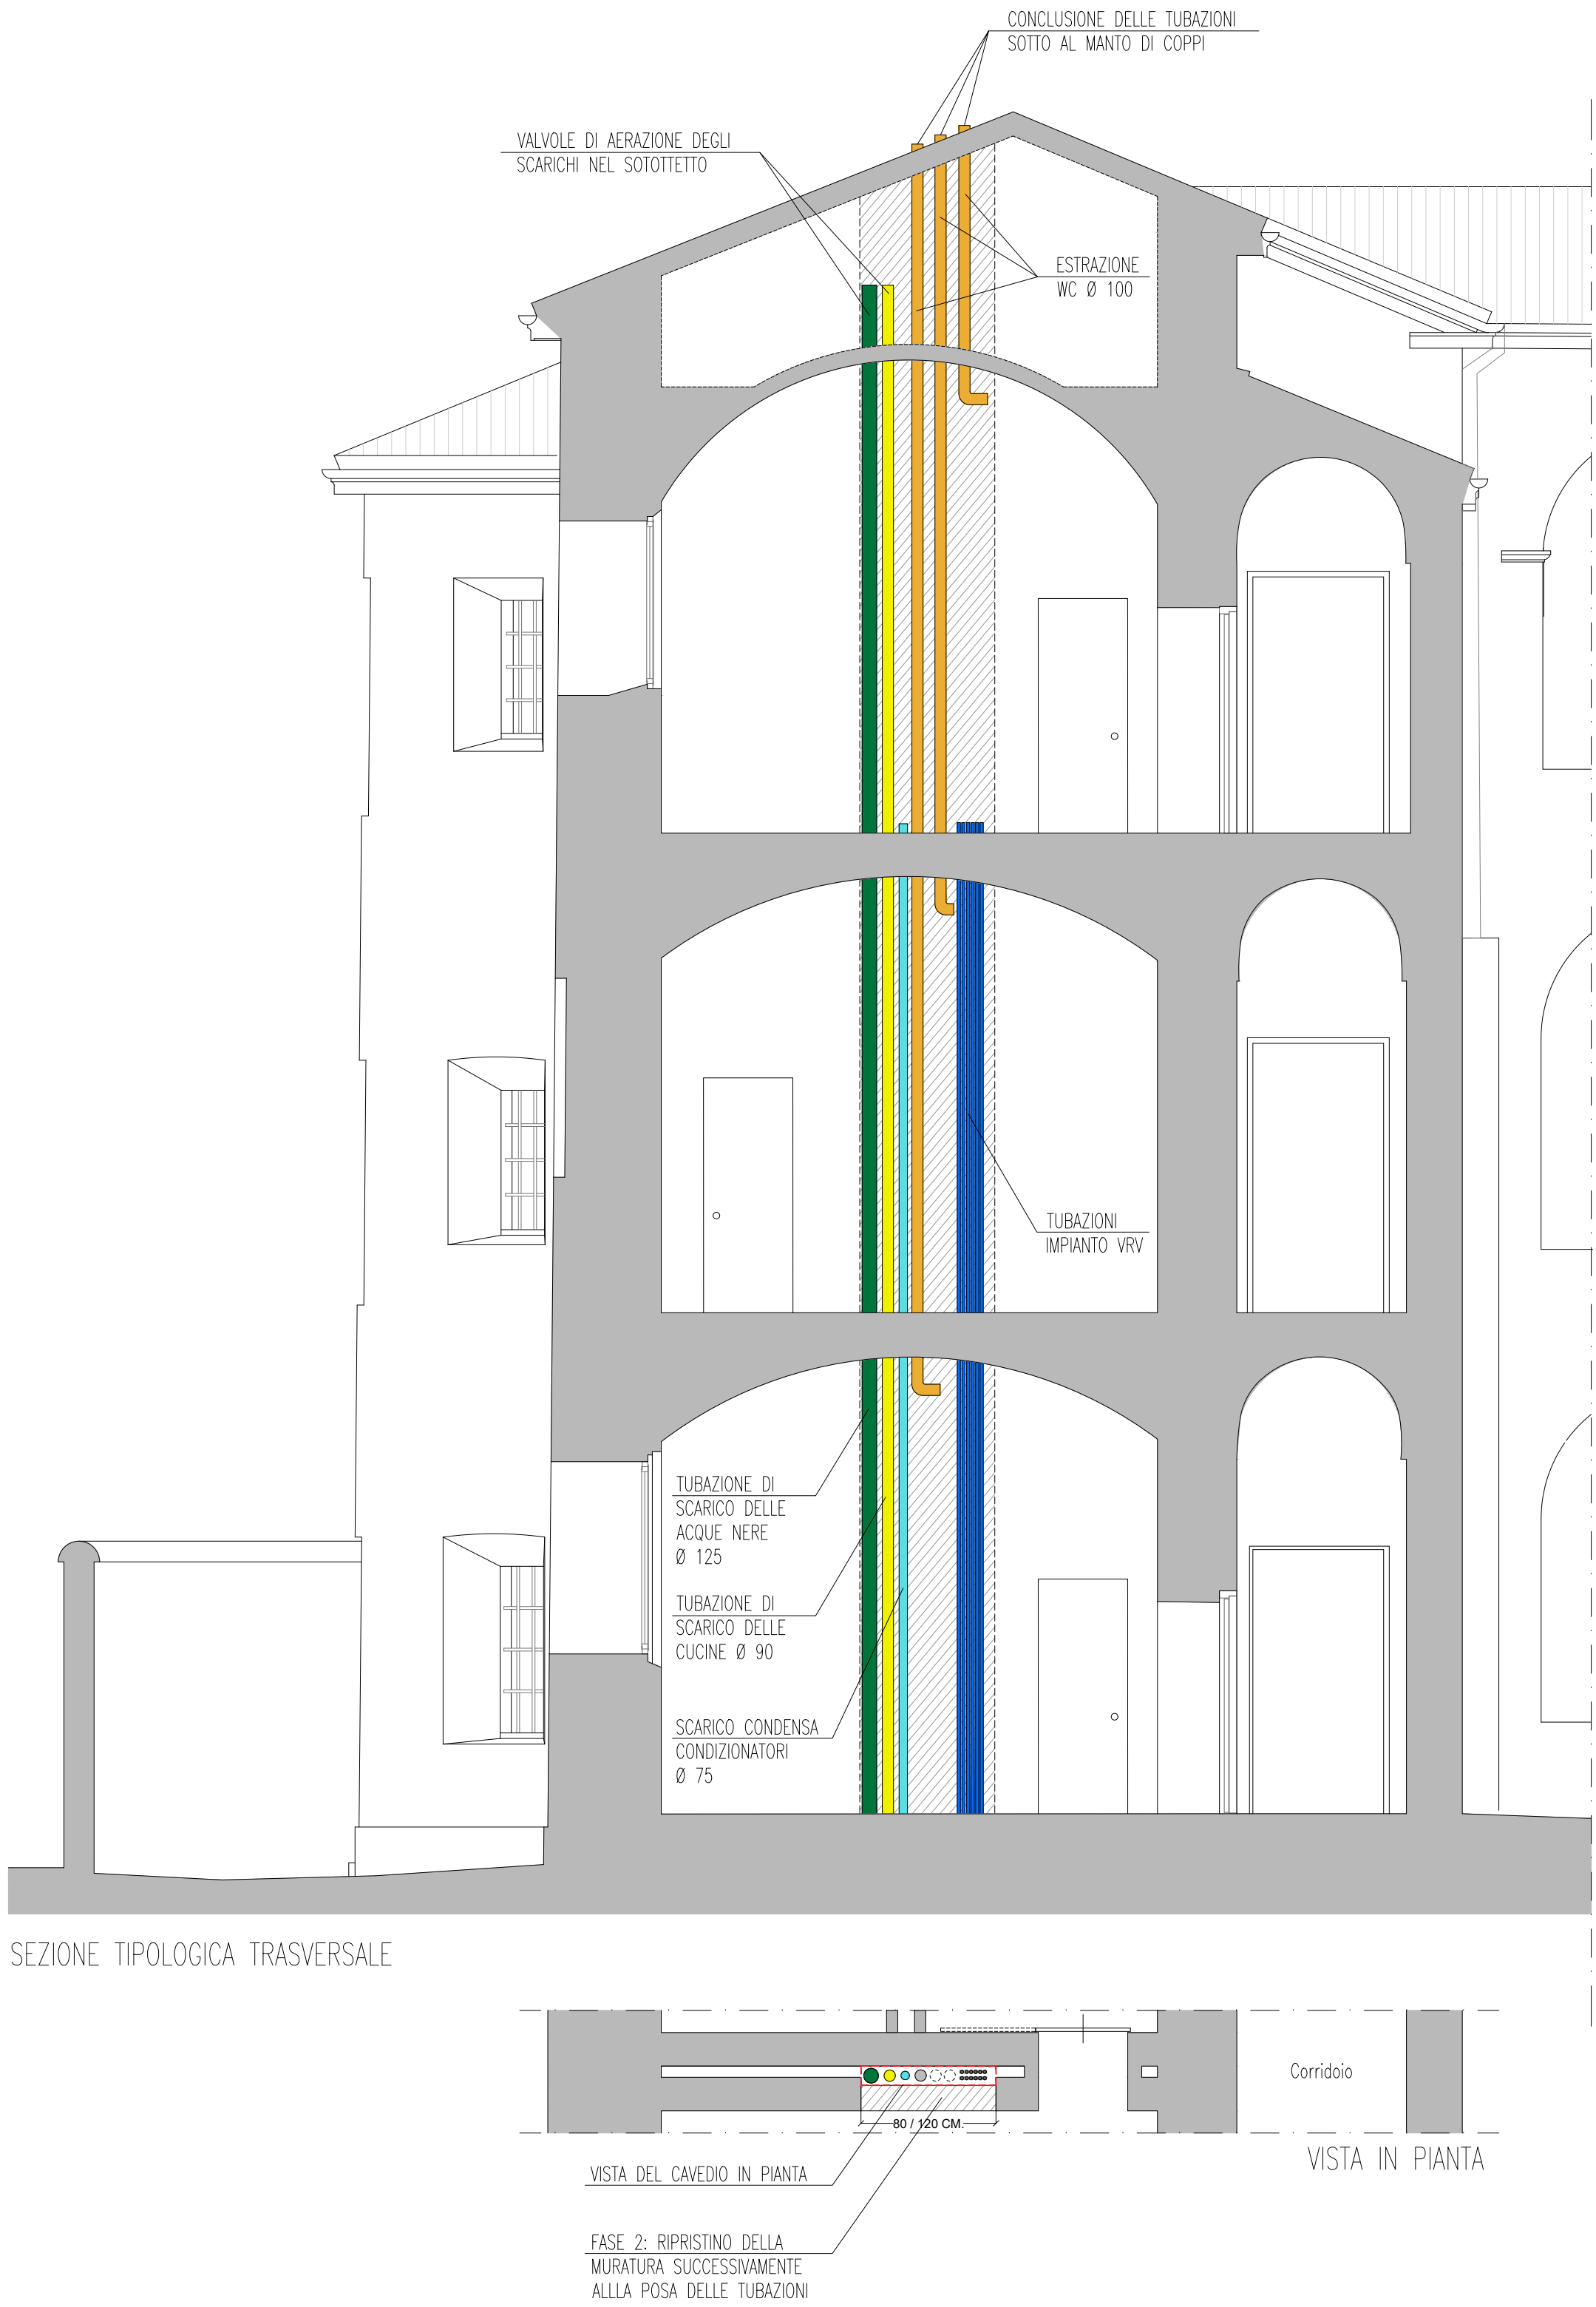 CONCLUSIONE DELLE TUBAZIONI
SOTTO AL MANTO DI COPPI
VALVOLE DI AERAZIONE DEGLI
SCARICHI NEL SOTOTTETTO
ESTRAZIONE
WC Ø 100
TUBAZIONI
IMPIANTO VRV
TUBAZIONE DI
SCARICO DELLE
ACQUE NERE
Ø 125
TUBAZIONE DI
SCARICO DELLE
CUCINE Ø 90
SCARICO CONDENSA
CONDIZIONATORI
Ø 75
SEZIONE TIPOLOGICA TRASVERSALE
Corridoio
80 / 120 CM.
VISTA IN PIANTA
VISTA DEL CAVEDIO IN PIANTA
FASE 2: RIPRISTINO DELLA
MURATURA SUCCESSIVAMENTE
ALLLA POSA DELLE TUBAZIONI